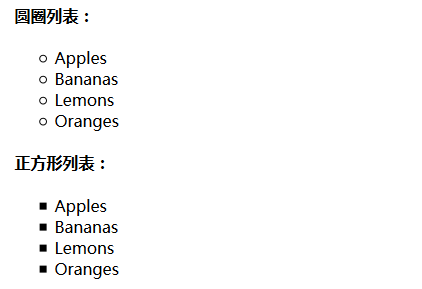 圆圈列表：
Apples
Bananas
Lemons
Oranges
正方形列表：
Apples
Bananas
Lemons
Oranges